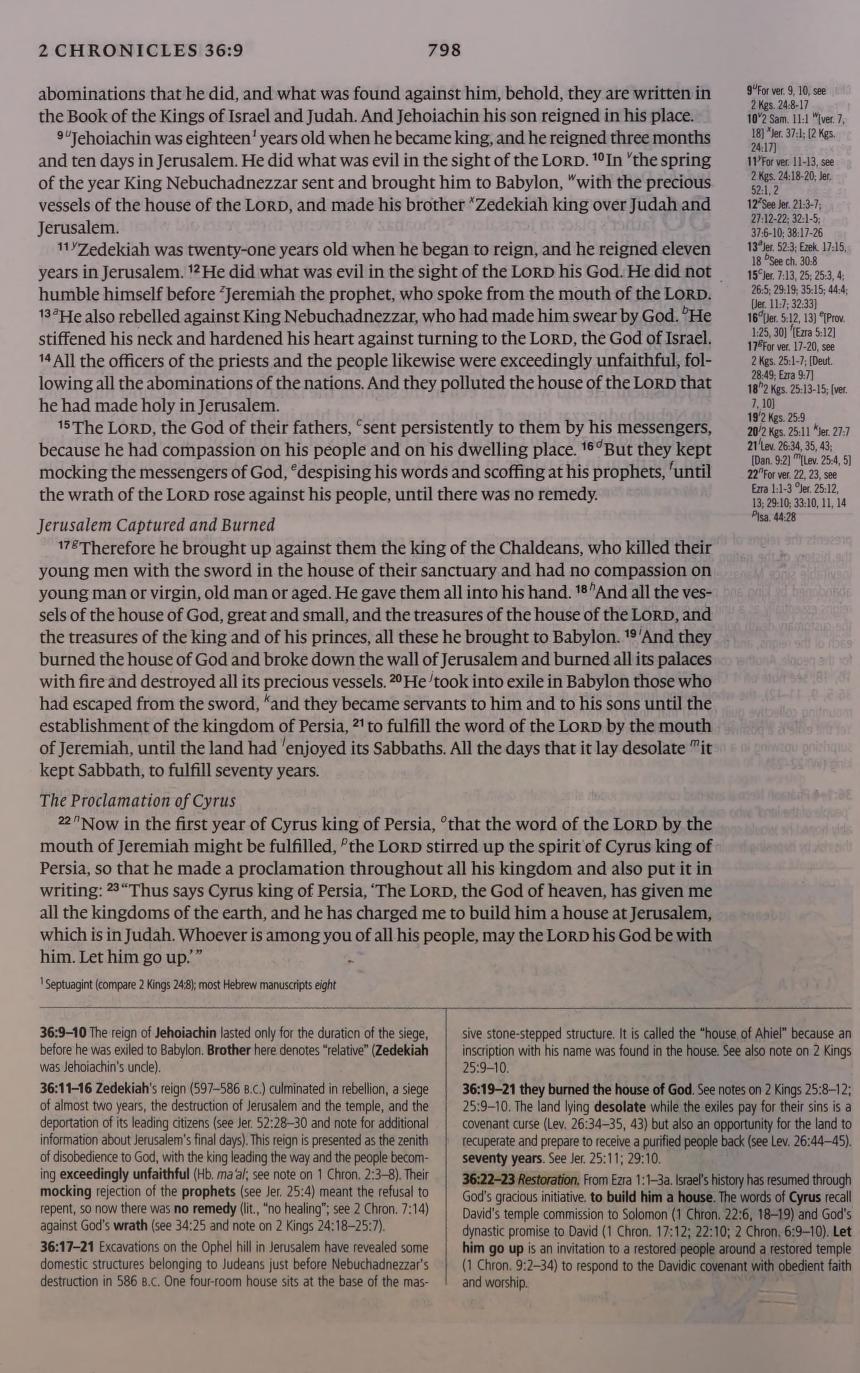 2 CHRONICLES 36:9
798
abominations that he did, and what was found against him, behold, they are written in
the Book of the Kings of Israel and Judah. And Jehoiachin his son reigned in his place.
9 uJehoiachin was eighteen1 years old when he became king, and he reigned three months
and ten days in Jerusalem. He did what was evil in the sight of the LORD. 10In vthe spring
of the year King Nebuchadnezzar sent and brought him to Babylon, wwith the precious
vessels of the house of the LORD, and made his brother xZedekiah king over Judah and
Jerusalem.
11 yZedekiah was twenty-one years old when he began to reign, and he reigned eleven
years in Jerusalem. 12He did what was evil in the sight of the LORD his God. He did not
humble himself before zJeremiah the prophet, who spoke from the mouth of the LORD.
13 aHe also rebelled against King Nebuchadnezzar, who had made him swear by God. bHe
stiffened his neck and hardened his heart against turning to the LORD, the God of Israel.
14 All the officers of the priests and the people likewise were exceedingly unfaithful, fol-
lowing all the abominations of the nations. And they polluted the house of the LORD that
he had made holy in Jerusalem.
15 The LORD, the God of their fathers, csent persistently to them by his messengers,
because he had compassion on his people and on his dwelling place. 16 dBut they kept
mocking the messengers of God, edespising his words and scoffing at his prophets, funtil
the wrath of the LORD rose against his people, until there was no remedy.
Jerusalem Captured and Burned
17 gTherefore he brought up against them the king of the Chaldeans, who killed their
young men with the sword in the house of their sanctuary and had no compassion on
young man or virgin, old man or aged. He gave them all into his hand. 18 hAnd all the ves-
sels of the house of God, great and small, and the treasures of the house of the LORD, and
the treasures of the king and of his princes, all these he brought to Babylon. 19 iAnd they
burned the house of God and broke down the wall of Jerusalem and burned all its palaces
with fire and destroyed all its precious vessels. 20 He jtook into exile in Babylon those who
had escaped from the sword, kand they became servants to him and to his sons until the
establishment of the kingdom of Persia, 21 to fulfill the word of the LORD by the mouth
of Jeremiah, until the land had lenjoyed its Sabbaths. All the days that it lay desolate mit
kept Sabbath, to fulfill seventy years.
The Proclamation of Cyrus
22 nNow in the first year of Cyrus king of Persia, othat the word of the LORD by the
mouth of Jeremiah might be fulfilled, pthe LORD stirred up the spirit of Cyrus king of
Persia, so that he made a proclamation throughout all his kingdom and also put it in
writing: 23 “Thus says Cyrus king of Persia, ‘The LORD, the God of heaven, has given me
all the kingdoms of the earth, and he has charged me to build him a house at Jerusalem,
which is in Judah. Whoever is among you of all his people, may the LORD his God be with
him. Let him go up.’”
1 Septuagint (compare 2 Kings 24:8); most Hebrew manuscripts eight
9 uFor ver. 9, 10, see
2 Kgs. 24:8-17
10 v2 Sam. 11:1 w[ver. 7,
18] xJer. 37:1; [2 Kgs.
24:17]
11 yFor ver. 11-13, see
2 Kgs. 24:18-20; Jer.
52:1, 2
12 zSee Jer. 21:3-7;
27:12-22; 32:1-5;
37:6-10; 38:17-26
13 aJer. 52:3; Ezek. 17:15,
18 bSee ch. 30:8
15 cJer. 7:13, 25; 25:3, 4;
26:5; 29:19; 35:15; 44:4;
[Jer. 11:7; 32:33]
16 d[Jer. 5:12, 13] e[Prov.
1:25, 30] f[Ezra 5:12]
17 gFor ver. 17-20, see
2 Kgs. 25:1-7; [Deut.
28:49; Ezra 9:7]
18 h2 Kgs. 25:13-15; [ver.
7, 10]
19 i2 Kgs. 25:9
20 j2 Kgs. 25:11 kJer. 27:7
21 lLev. 26:34, 35, 43;
[Dan. 9:2] m[Lev. 25:4, 5]
22 nFor ver. 22, 23, see
Ezra 1:1-3 oJer. 25:12,
13; 29:10; 33:10, 11, 14
pIsa. 44:28
36:9–10 The reign of Jehoiachin lasted only for the duration of the siege,
before he was exiled to Babylon. Brother here denotes “relative” (Zedekiah
was Jehoiachin's uncle).
36:11–16 Zedekiah's reign (597–586 B.C.) culminated in rebellion, a siege
of almost two years, the destruction of Jerusalem and the temple, and the
deportation of its leading citizens (see Jer. 52:28–30 and note for additional
information about Jerusalem's final days). This reign is presented as the zenith
of disobedience to God, with the king leading the way and the people becom-
ing exceedingly unfaithful (Hb. ma‘al; see note on 1 Chron. 2:3–8). Their
mocking rejection of the prophets (see Jer. 25:4) meant the refusal to
repent, so now there was no remedy (lit., “no healing”; see 2 Chron. 7:14)
against God's wrath (see 34:25 and note on 2 Kings 24:18–25:7).
36:17–21 Excavations on the Ophel hill in Jerusalem have revealed some
domestic structures belonging to Judeans just before Nebuchadnezzar's
destruction in 586 B.C. One four-room house sits at the base of the mas-
sive stone-stepped structure. It is called the “house of Ahiel” because an
inscription with his name was found in the house. See also note on 2 Kings
25:9–10.
36:19–21 they burned the house of God. See notes on 2 Kings 25:8–12;
25:9–10. The land lying desolate while the exiles pay for their sins is a
covenant curse (Lev. 26:34–35, 43) but also an opportunity for the land to
recuperate and prepare to receive a purified people back (see Lev. 26:44–45).
seventy years. See Jer. 25:11; 29:10.
36:22–23 Restoration. From Ezra 1:1–3a. Israel's history has resumed through
God's gracious initiative. to build him a house. The words of Cyrus recall
David's temple commission to Solomon (1 Chron. 22:6, 18–19) and God's
dynastic promise to David (1 Chron. 17:12; 22:10; 2 Chron. 6:9–10). Let
him go up is an invitation to a restored people around a restored temple
(1 Chron. 9:2–34) to respond to the Davidic covenant with obedient faith
and worship.